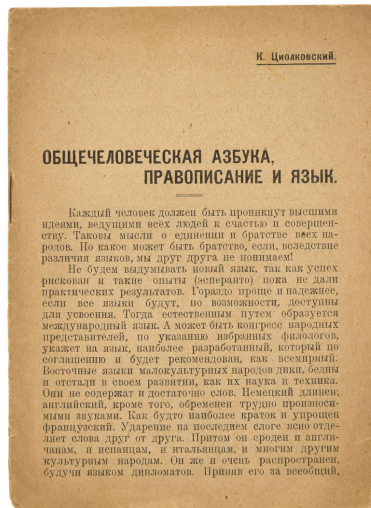 К. Циолковский.
ОБЩЕЧЕЛОВЕЧЕСКАЯ АЗБУКА,
ПРАВОПИСАНИЕ И ЯЗЫК.
Каждый человек должен быть проникнут высшими
идеями, ведущими всех людей к счастью и совершен-
ству. Таковы мысли о единении и братстве всех на-
родов. Но какое может быть братство, если, вследствие
различия языков, мы друг друга не понимаем!
Не будем выдумывать новый язык, так как успех
рискован и такие опыты (эсперанто) пока не дали
практических результатов. Гораздо проще и надежнее,
если все языки будут, по возможности, доступны
для усвоения. Тогда естественным путем образуется
международный язык. А может быть конгресс народных
представителей, по указанию избранных филологов,
укажет на язык, наиболее разработанный, который по
соглашению и будет рекомендован, как всемирный.
Восточные языки малокультурных народов дики, бедны
и отстали в своем развитии, как их наука и техника.
Они не содержат и достаточно слов. Немецкий длинен;
английский, кроме того, обременен трудно произноси-
мыми звуками. Как будто наиболее краток и упрощен
французский. Ударение на последнем слоге ясно отде-
ляет слова друг от друга. Притом он сроден и англи-
чанам, и испанцам, и итальянцам, и многим другим
культурным народам. Он же и очень распространен,
будучи языком дипломатов. Приняв его за всеобщий,